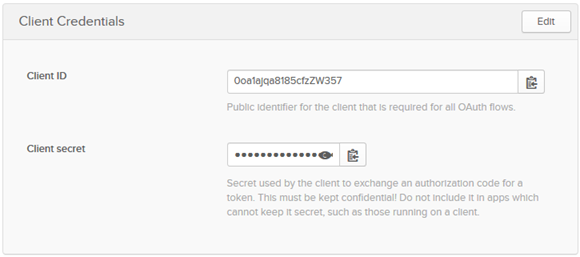 Client Credentials
Edit
Client ID
0oa1ajqa8185cfzZW357
Public identifier for the client that is required for all OAuth flows.
Client secret
••••••••••••••
Secret used by the client to exchange an authorization code for a
token. This must be kept confidential! Do not include it in apps which
cannot keep it secret, such as those running on a client.